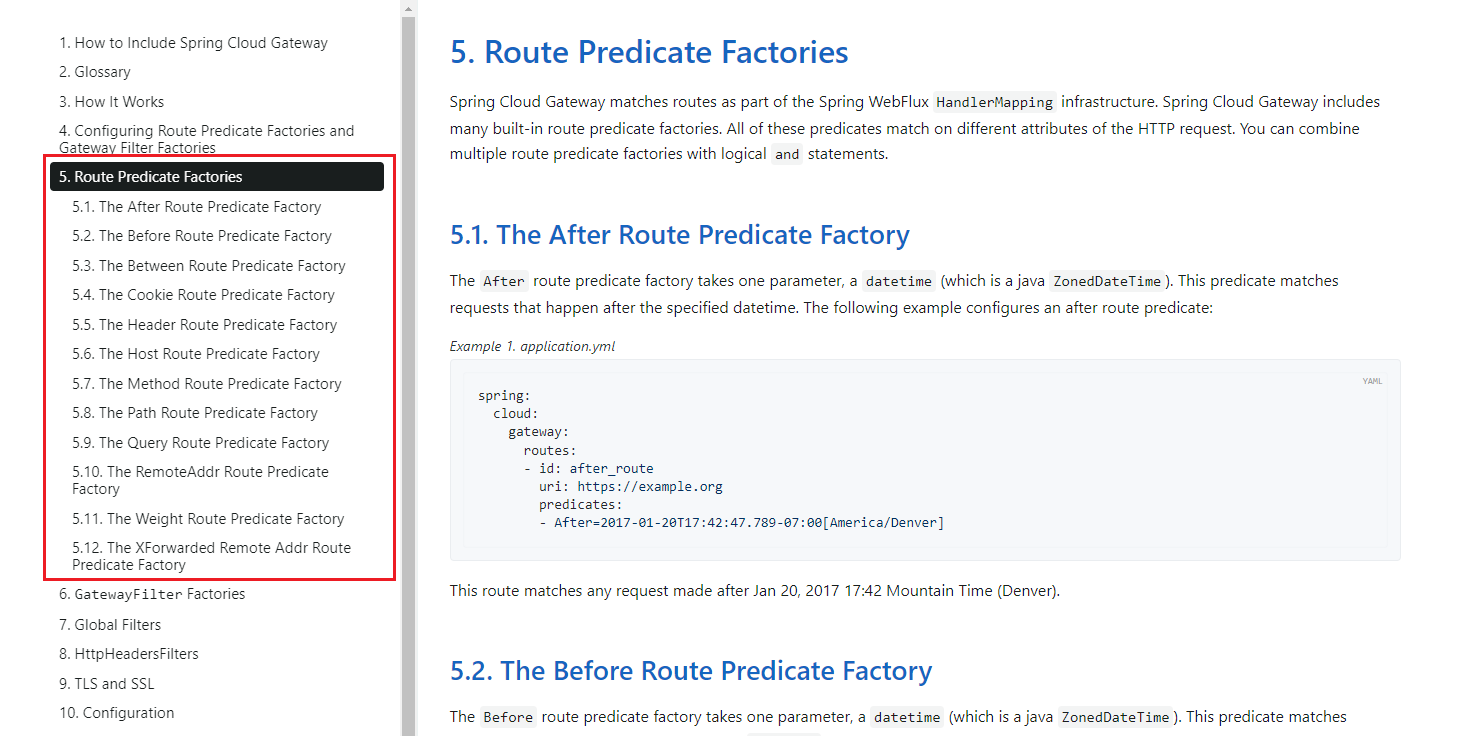 1. How to Include Spring Cloud Gateway
2. Glossary
3. How It Works
4. Configuring Route Predicate Factories and
Gateway Filter Factories
5. Route Predicate Factories
5.1. The After Route Predicate Factory
5.2. The Before Route Predicate Factory
5.3. The Between Route Predicate Factory
5.4. The Cookie Route Predicate Factory
5.5. The Header Route Predicate Factory
5.6. The Host Route Predicate Factory
5.7. The Method Route Predicate Factory
5.8. The Path Route Predicate Factory
5.9. The Query Route Predicate Factory
5.10. The RemoteAddr Route Predicate
Factory
5.11. The Weight Route Predicate Factory
5.12. The XForwarded Remote Addr Route
Predicate Factory
6. GatewayFilter Factories
7. Global Filters
8. HttpHeadersFilters
9. TLS and SSL
10. Configuration
5. Route Predicate Factories
Spring Cloud Gateway matches routes as part of the Spring WebFlux HandlerMapping infrastructure. Spring Cloud Gateway includes
many built-in route predicate factories. All of these predicates match on different attributes of the HTTP request. You can combine
multiple route predicate factories with logical and statements.
5.1. The After Route Predicate Factory
The After route predicate factory takes one parameter, a datetime (which is a java ZonedDateTime). This predicate matches
requests that happen after the specified datetime. The following example configures an after route predicate:
Example 1. application.yml
YAML
spring:
  cloud:
    gateway:
      routes:
      - id: after_route
        uri: https://example.org
        predicates:
        - After=2017-01-20T17:42:47.789-07:00[America/Denver]
This route matches any request made after Jan 20, 2017 17:42 Mountain Time (Denver).
5.2. The Before Route Predicate Factory
The Before route predicate factory takes one parameter, a datetime (which is a java ZonedDateTime). This predicate matches